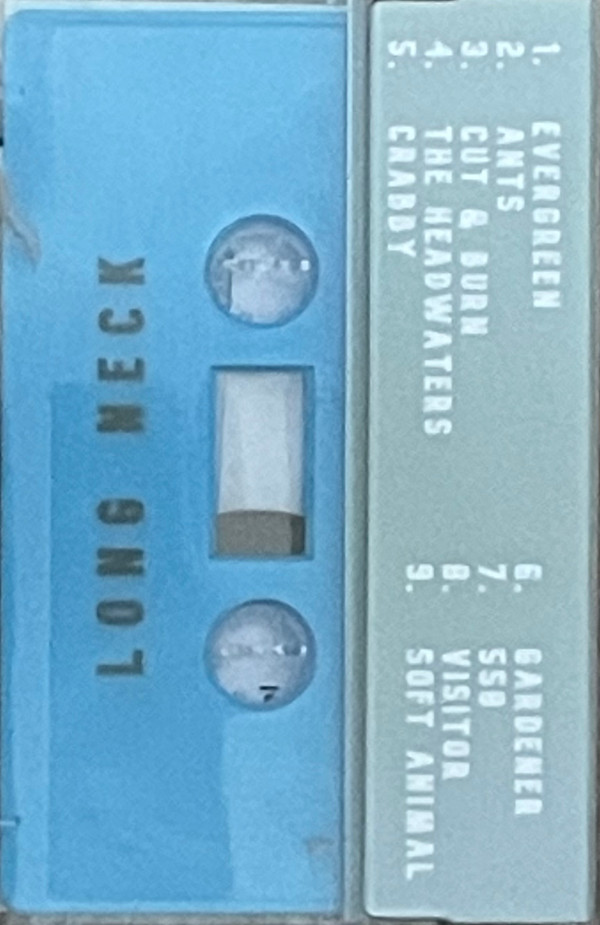 LONG NECK
1. EVERGREEN
2. ANTS
3. CUT & BURN
4. THE HEADWATERS
5. CRABBY
6. GARDENER
7.
8. VISITOR
9. SOFT ANIMAL